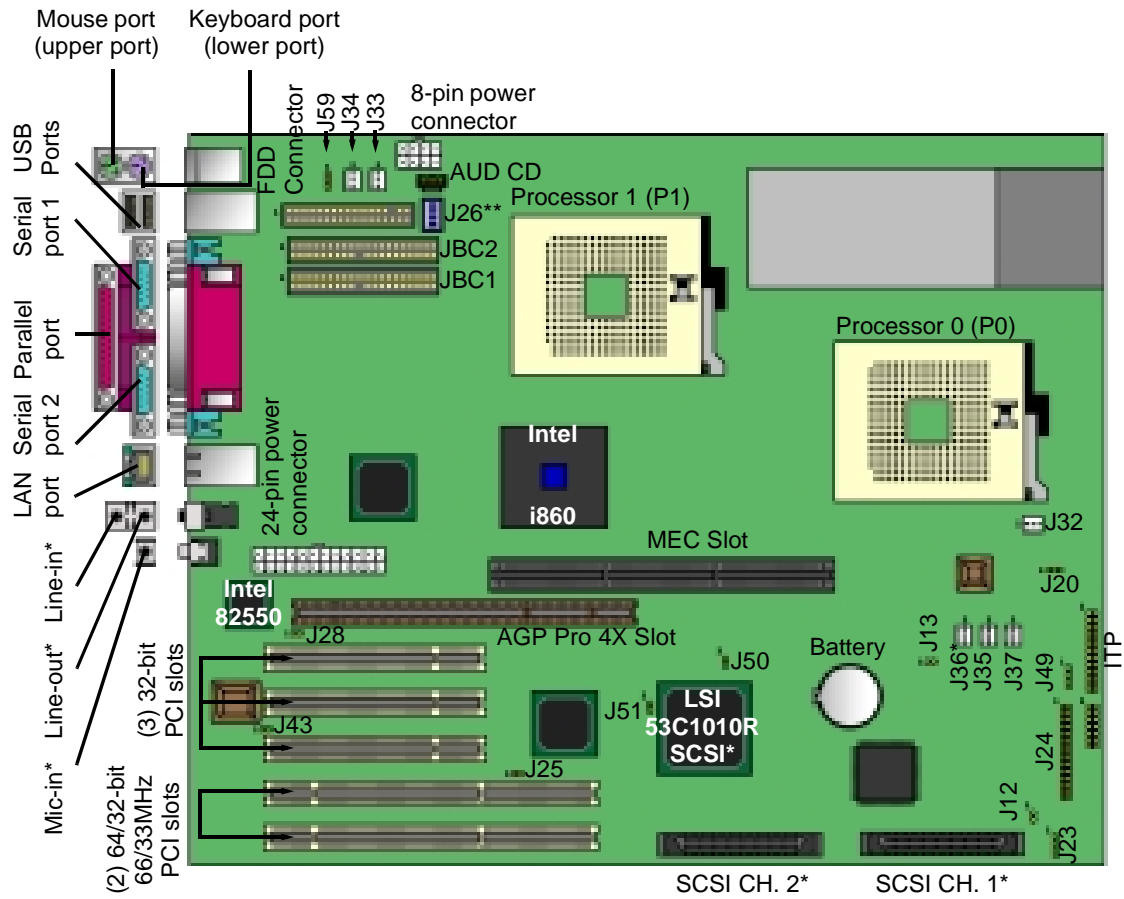 Mouse port
(upper port)
Keyboard port
(lower port)
USB
Ports
Serial
port 1
Parallel
port
Serial
port 2
LAN
port
Line-in*
Line-out*
Mic-in*
FDD
Connector
J59
J34
J33
8-pin power
connector
AUD CD
J26**
JBC2
JBC1
Processor 1 (P1)
Processor 0 (P0)
24-pin power
connector
Intel
i860
J32
MEC Slot
J20
Intel
82550
AGP Pro 4X Slot
J28
(3) 32-bit
PCI slots
J43
J50
J51
LSI
53C1010R
SCSI*
Battery
J13
J36*
J35
J37
J49
ITP
J24
J25
(2) 64/32-bit
66/33MHz
PCI slots
J12
J23
SCSI CH. 2*
SCSI CH. 1*